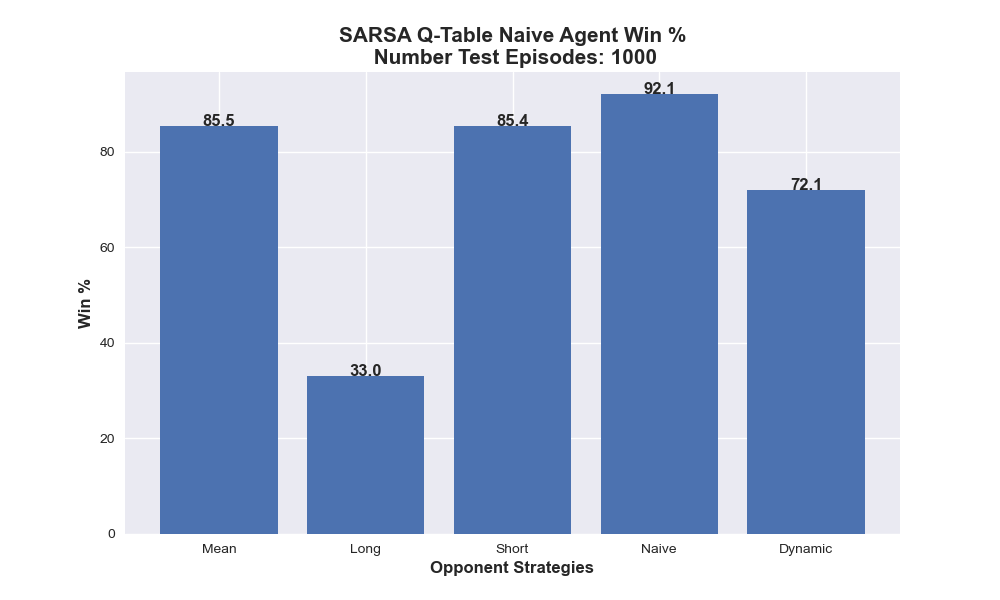 SARSA Q-Table Naive Agent Win %
Number Test Episodes: 1000
85.5
33.0
85.4
92.1
72.1
80
60
40
20
0
Win %
Mean Long Short Naive Dynamic
Opponent Strategies